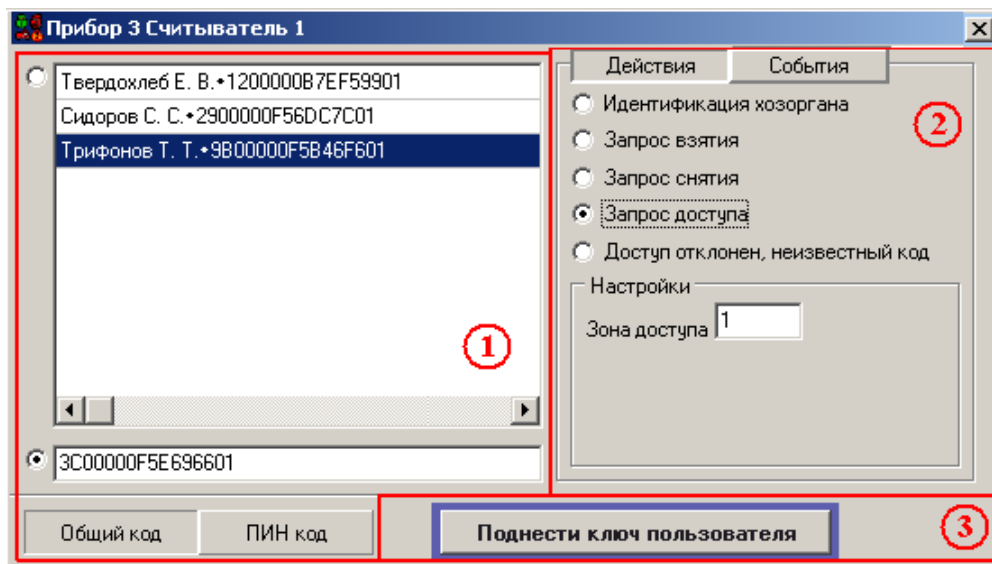 Прибор 3 Считыватель 1
Твердохлеб Е. В.•1200000B7EF59901
Сидоров С. С.•2900000F56DC7C01
Трифонов Т. Т.•9B00000F5B46F601
1
3C00000F5E696601
Общий код ПИН код
Действия События
2
Идентификация хозоргана
Запрос взятия
Запрос снятия
Запрос доступа
Доступ отклонен, неизвестный код
Настройки
Зона доступа 1
Поднести ключ пользователя
3